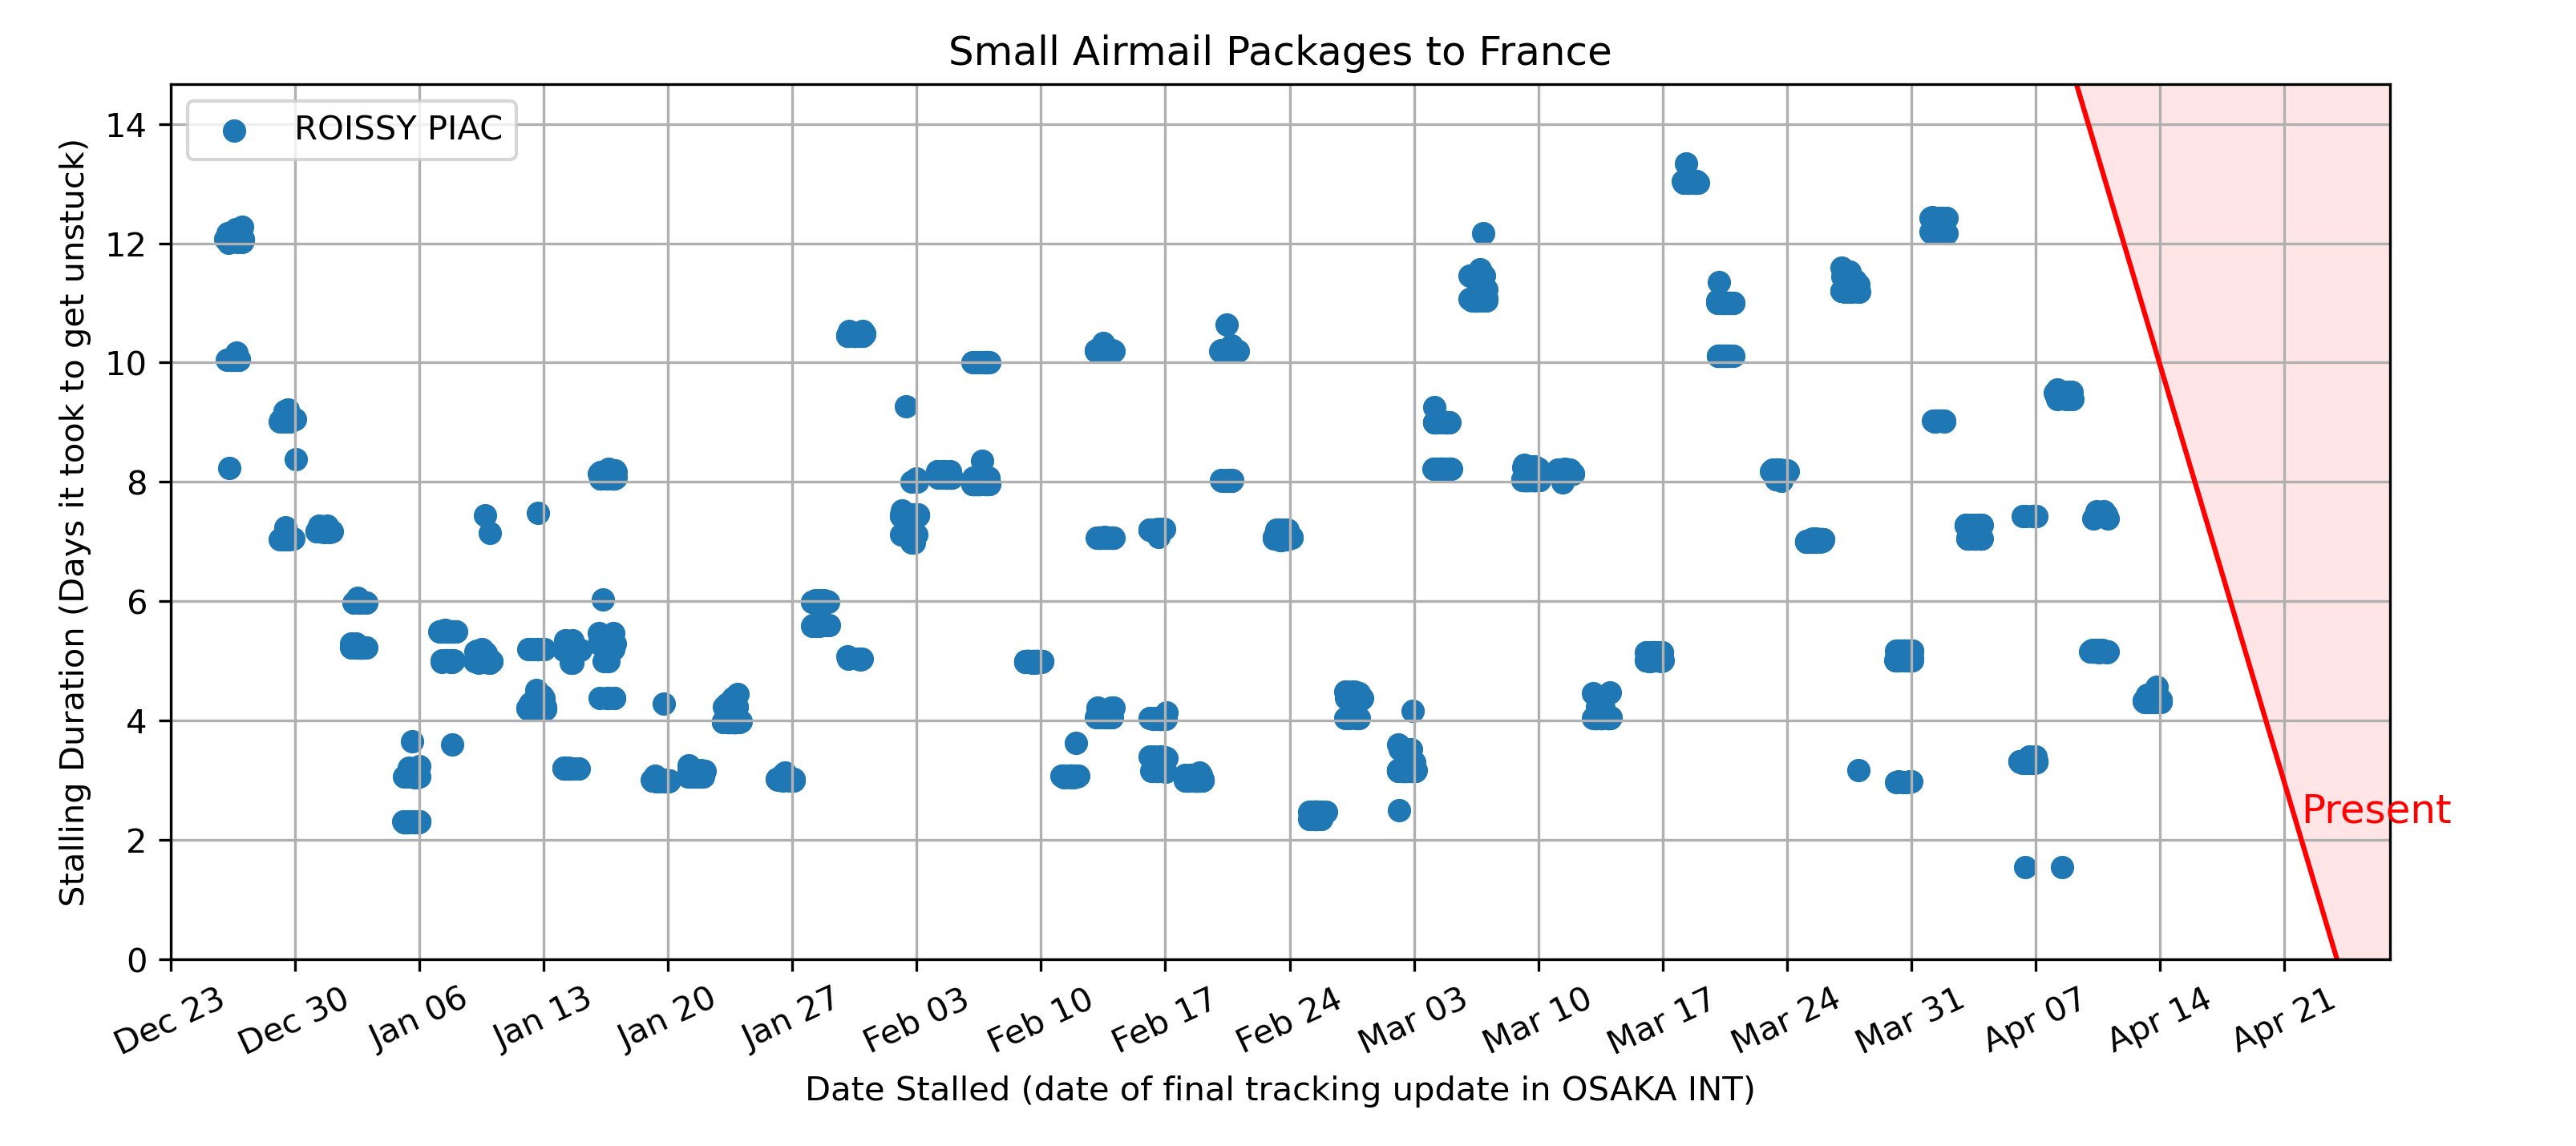 Small Airmail Packages to France
ROISSY PIAC
Stalling Duration (Days it took to get unstuck)
14
12
10
8
6
4
2
0
Present
Dec 23
Dec 30
Jan 06
Jan 13
Jan 20
Jan 27
Feb 03
Feb 10
Feb 17
Feb 24
Mar 03
Mar 10
Mar 17
Mar 24
Mar 31
Apr 07
Apr 14
Apr 21
Date Stalled (date of final tracking update in OSAKA INT)